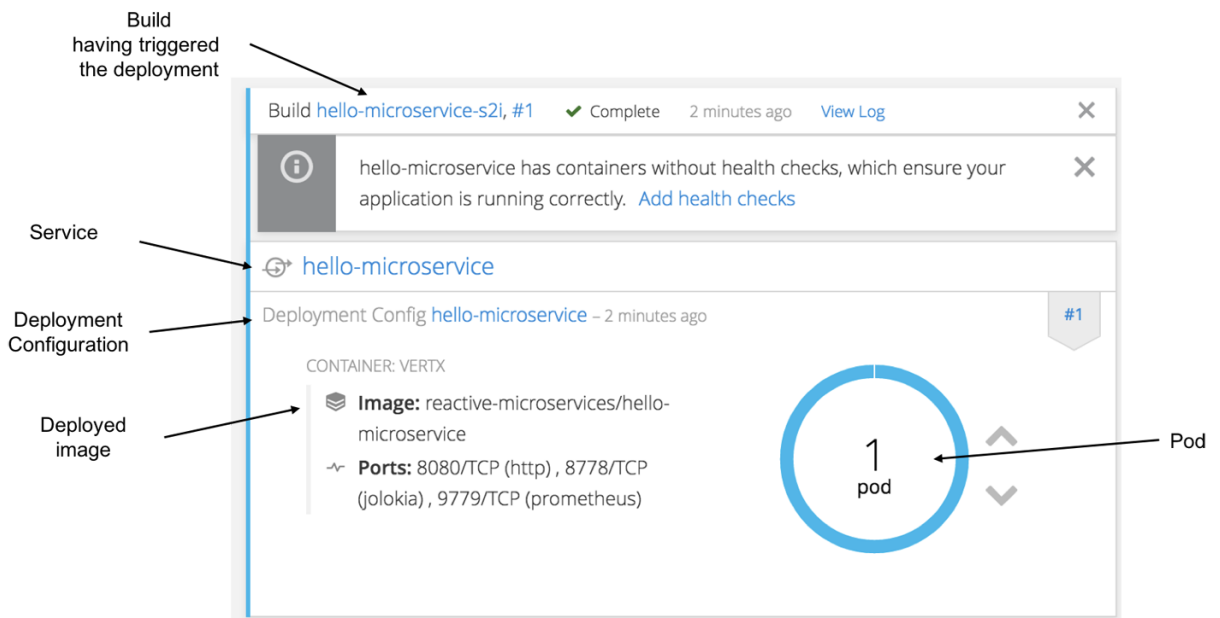 Build
having triggered
the deployment
Build hello-microservice-s2i, #1 Complete 2 minutes ago View Log
hello-microservice has containers without health checks, which ensure your
application is running correctly. Add health checks
Service
hello-microservice
Deployment
Configuration
Deployment Config hello-microservice – 2 minutes ago #1
CONTAINER: VERTX
Deployed
image
Image: reactive-microservices/hello-
microservice
Ports: 8080/TCP (http) , 8778/TCP
(jolokia) , 9779/TCP (prometheus)
1
pod
Pod